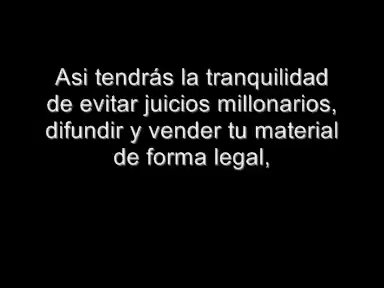 Asi tendrás la tranquilidad
de evitar juicios millonarios,
difundir y vender tu material
de forma legal,